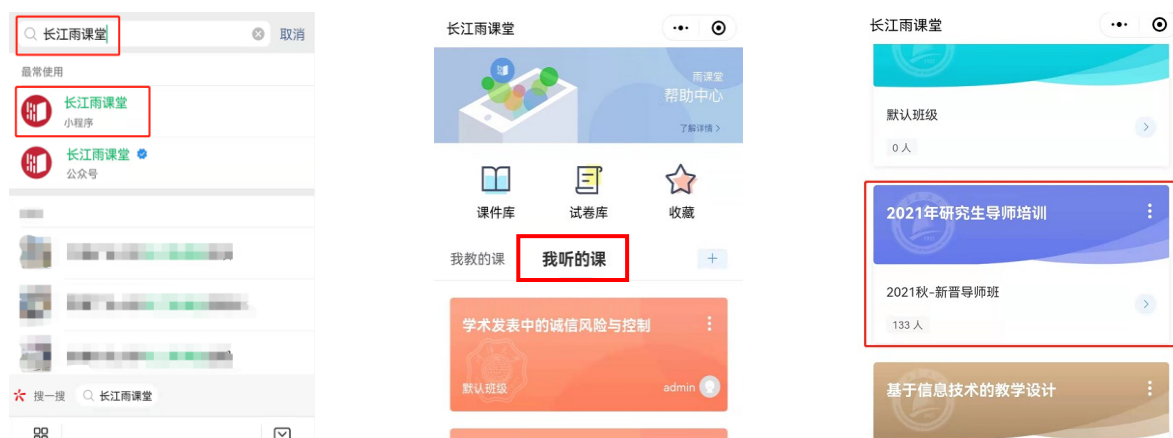 长江雨课堂
取消
最常使用
长江雨课堂
小程序
长江雨课堂
公众号
搜一搜
长江雨课堂
长江雨课堂
雨课堂
帮助中心
了解详情 >
课件库
试卷库
收藏
我教的课
我听的课
+
学术发表中的诚信风险与控制
默认班级
admin
长江雨课堂
默认班级
0 人
2021年研究生导师培训
2021秋-新晋导师班
133 人
基于信息技术的教学设计